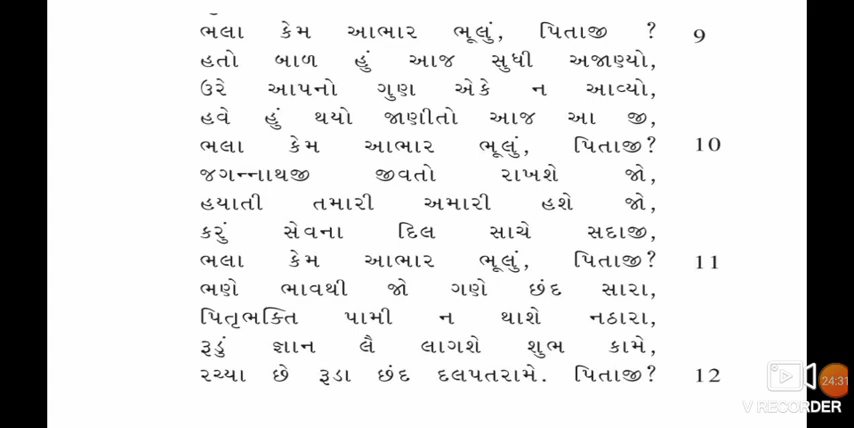 ભલા કેમ આભાર ભૂલું, પિતાજી ? 9
હતો બાળ હું આજ સુધી અજાણ્યો,
ઉરે આપનો ગુણ એકે ન આવ્યો,
હવે હું થયો જાણીતો આજ આ જી,
ભલા કેમ આભાર ભૂલું, પિતાજી? 10
જગન્નાથજી જીવતો રાખશે જો,
હયાતી તમારી અમારી હશે જો,
કરું સેવના દિલ સાચે સદાજી,
ભલા કેમ આભાર ભૂલું, પિતાજી? 11
ભણે ભાવથી જો ગણે છંદ સારા,
પિતૃભક્તિ પામી ન થાશે નઠારા,
રૂડું જ્ઞાન લૈ લાગશે શુભ કામે,
રચ્યા છે રૂડા છંદ દલપતરામે. પિતાજી? 12
24:31
V RECORDER